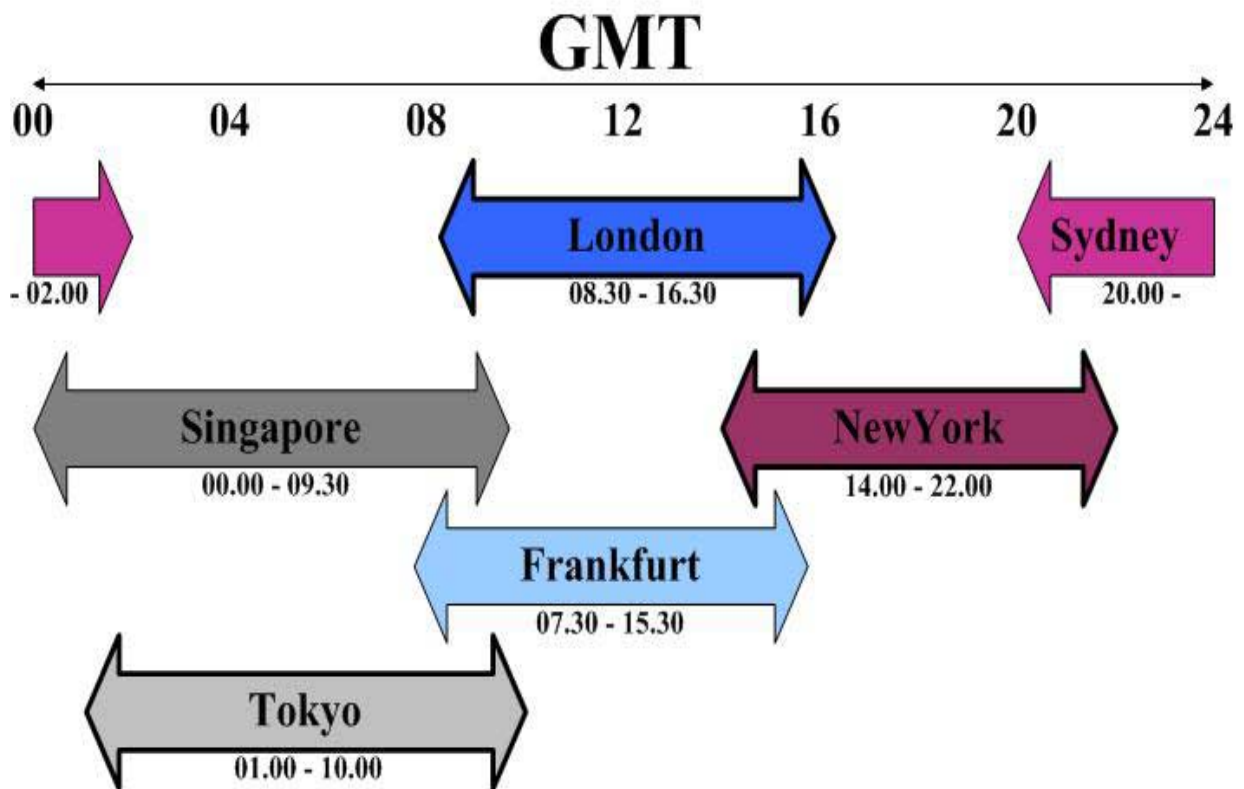 GMT
00 04 08 12 16 20 24
London Sydney
- 02.00 08.30 - 16.30 20.00 -
Singapore NewYork
00.00 - 09.30 14.00 - 22.00
Frankfurt
07.30 - 15.30
Tokyo
01.00 - 10.00